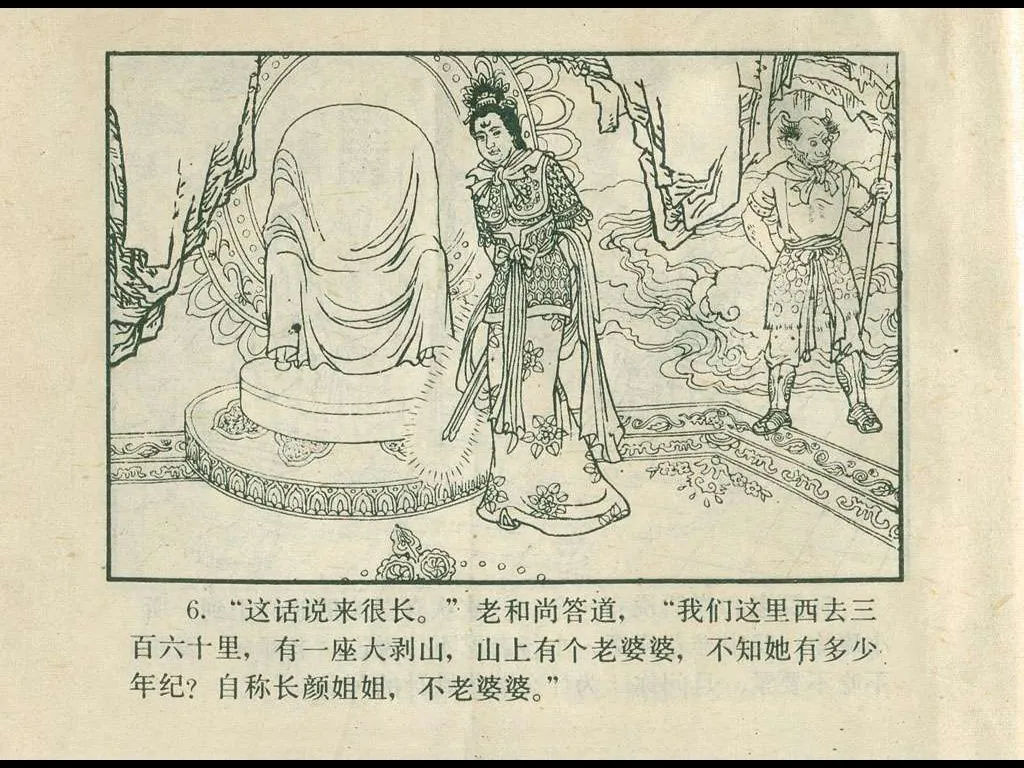 6. “这话说来很长。”老和尚答道，“我们这里西去三
百六十里，有一座大剥山，山上有个老婆婆，不知她有多少
年纪？自称长颜姐姐，不老婆婆。”